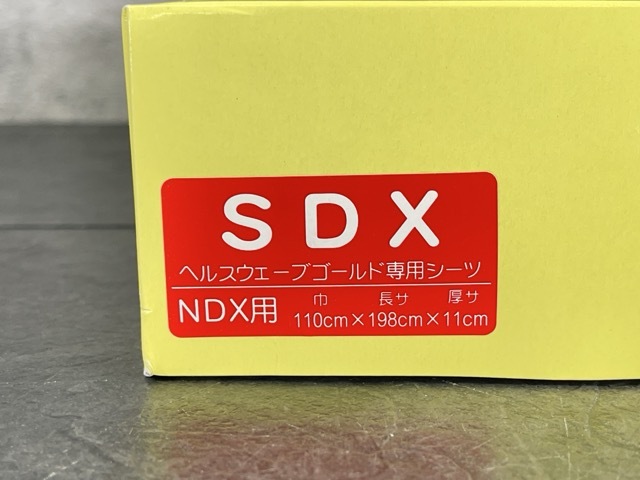 SDX
ヘルスウエーブゴールド専用シーツ
NDX用
巾 長サ 厚サ
110cm×198cm×11cm